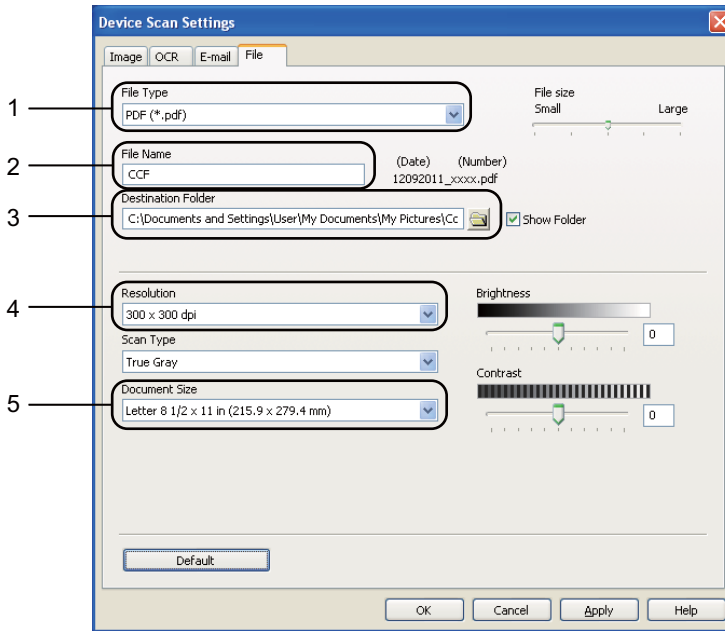 Device Scan Settings
Image OCR E-mail File
1
File Type
PDF (*.pdf)
File size
Small Large
2
File Name
CCF
(Date) (Number)
12092011_xxxx.pdf
3
Destination Folder
C:\Documents and Settings\User\My Documents\My Pictures\Cc
Show Folder
4
Resolution
300 x 300 dpi
Brightness
0
Scan Type
True Gray
Contrast
0
5
Document Size
Letter 8 1/2 x 11 in (215.9 x 279.4 mm)
Default
OK Cancel Apply Help